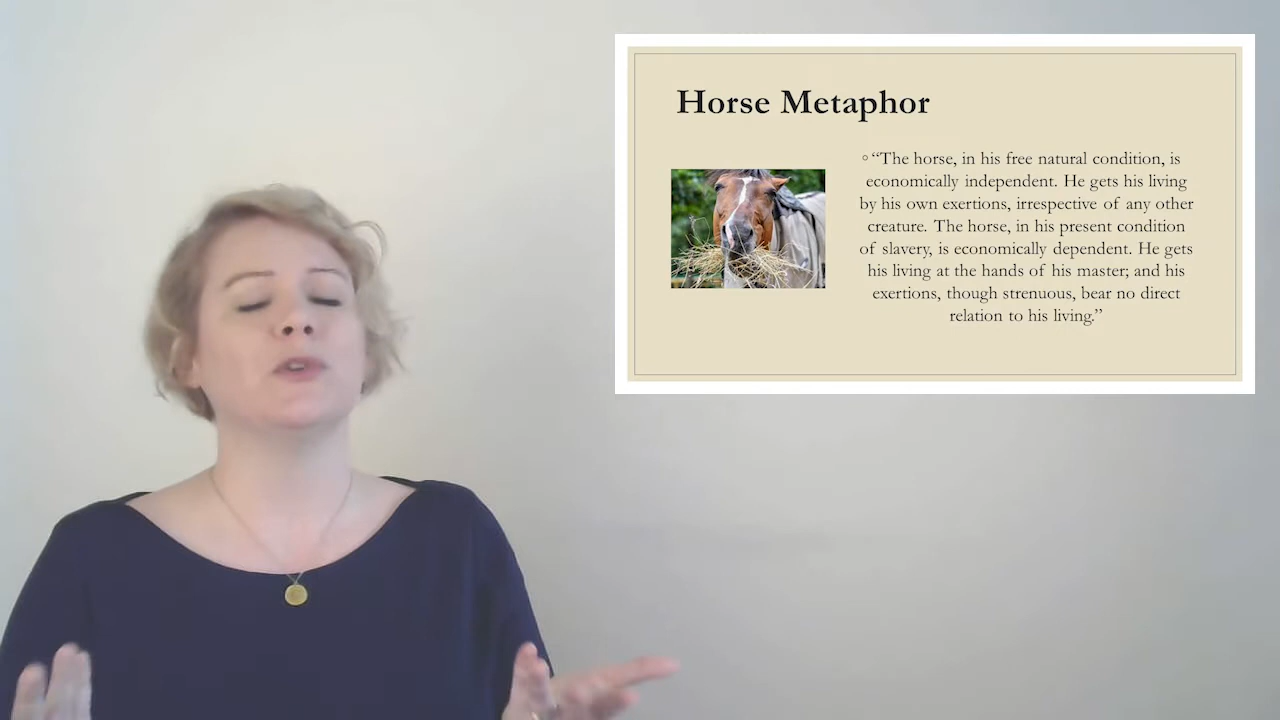 Horse Metaphor
◦“The horse, in his free natural condition, is
economically independent. He gets his living
by his own exertions, irrespective of any other
creature. The horse, in his present condition
of slavery, is economically dependent. He gets
his living at the hands of his master; and his
exertions, though strenuous, bear no direct
relation to his living.”